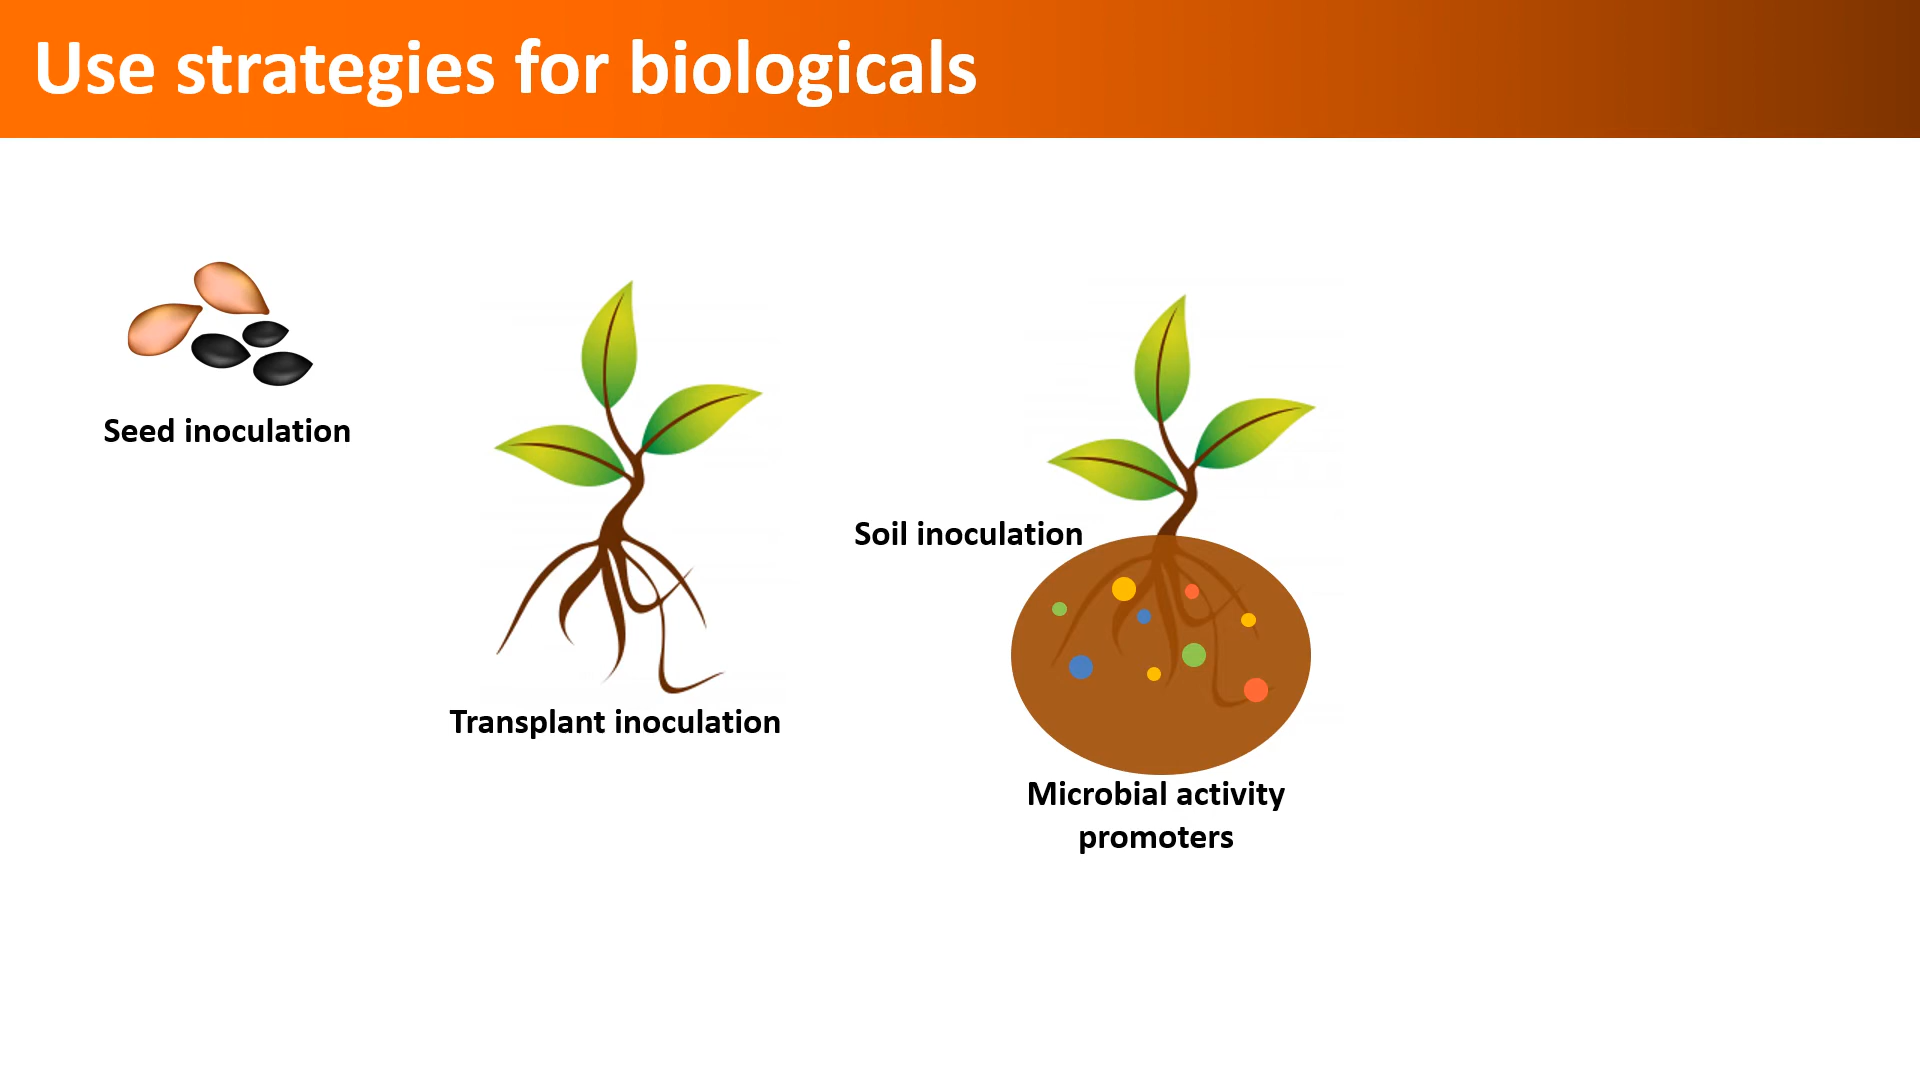 Use strategies for biologicals
Seed inoculation
Transplant inoculation
Soil inoculation
Microbial activity
promoters